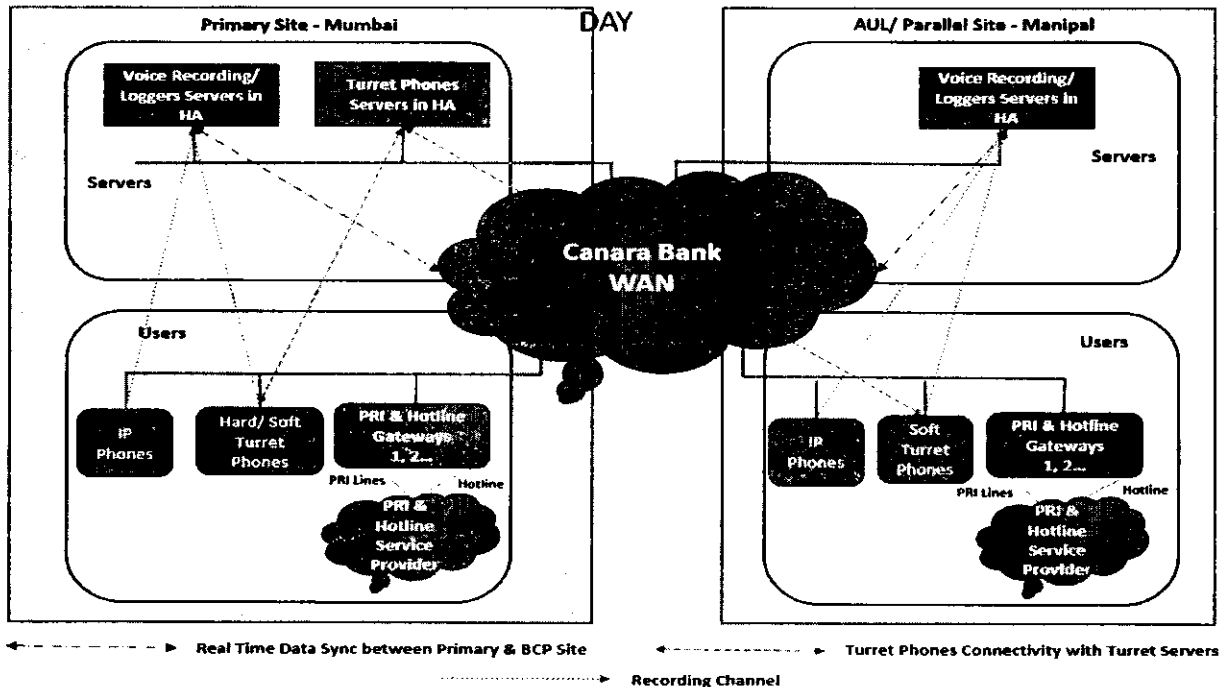 DAY
Primary Site - Mumbai
Voice Recording/
Loggers Servers in
HA
Turret Phones
Servers in HA
Servers
Users
IP
Phones
Hard/ Soft
Turret
Phones
PRI & Hotline
Gateways
1, 2...
PRI Lines
Hotline
PRI &
Hotline
Service
Provider
Canara Bank
WAN
AUL/ Parallel Site - Manipal
Voice Recording/
Loggers Servers in
HA
Servers
Users
IP
Phones
Soft
Turret
Phones
PRI & Hotline
Gateways
1, 2...
PRI Lines
Hotline
PRI &
Hotline
Service
Provider
Real Time Data Sync between Primary & BCP Site
Turret Phones Connectivity with Turret Servers
Recording Channel